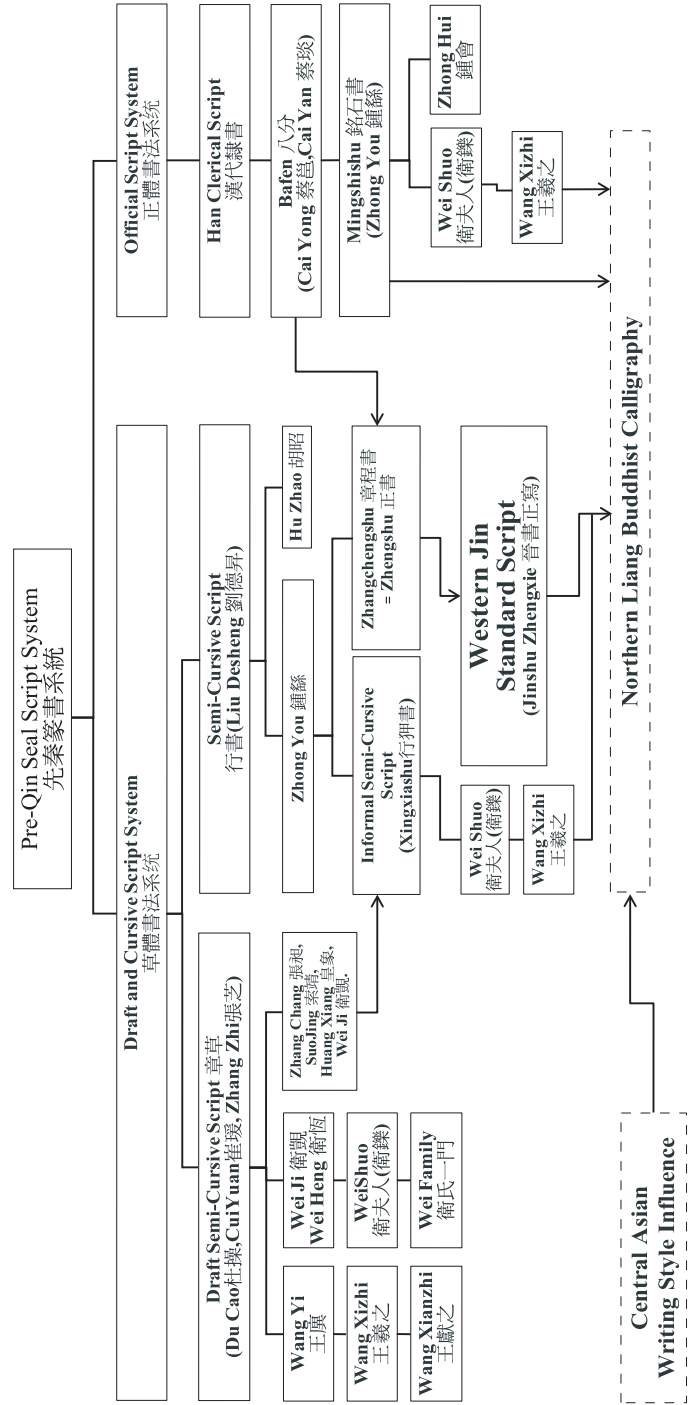 Pre-Qin Seal Script System
先秦篆書系統
Draft and Cursive Script System
草體書法系统
Official Script System
正體書法系统
Draft Semi-Cursive Script 章草
(Du Cao杜操,CuiYuan崔瑗, Zhang Zhi張芝)
Semi-Cursive Script
行書(Liu Desheng 劉德昇)
Han Clerical Script
漢代隸書
Wang Yi
王廙
Wei Ji 衛覬
Wei Heng 衛恆
Zhang Chang 張昶,
SuoJing 索靖,
Huang Xiang 皇象,
Wei Ji 衛覬.
Zhong You 鍾繇
Hu Zhao 胡昭
Bafen 八分
(Cai Yong 蔡邕,Cai Yan 蔡琰)
Wang Xizhi
王羲之
WeiShuo
衛夫人(衛鑠)
Informal Semi-Cursive
Script
(Xingxiashu行狎書)
Zhangchengshu 章程書
= Zhengshu 正書
Mingshishu 銘石書
(Zhong You 鍾繇)
Wang Xianzhi
王獻之
Wei Family
衛氏一門
Wei Shuo
衛夫人(衛鑠)
Western Jin
Standard Script
(Jinshu Zhengxie 晉書正寫)
Wei Shuo
衛夫人(衛鑠)
Zhong Hui
鍾會
Wang Xizhi
王羲之
Wang Xizhi
王羲之
Central Asian
Writing Style Influence
Northern Liang Buddhist Calligraphy